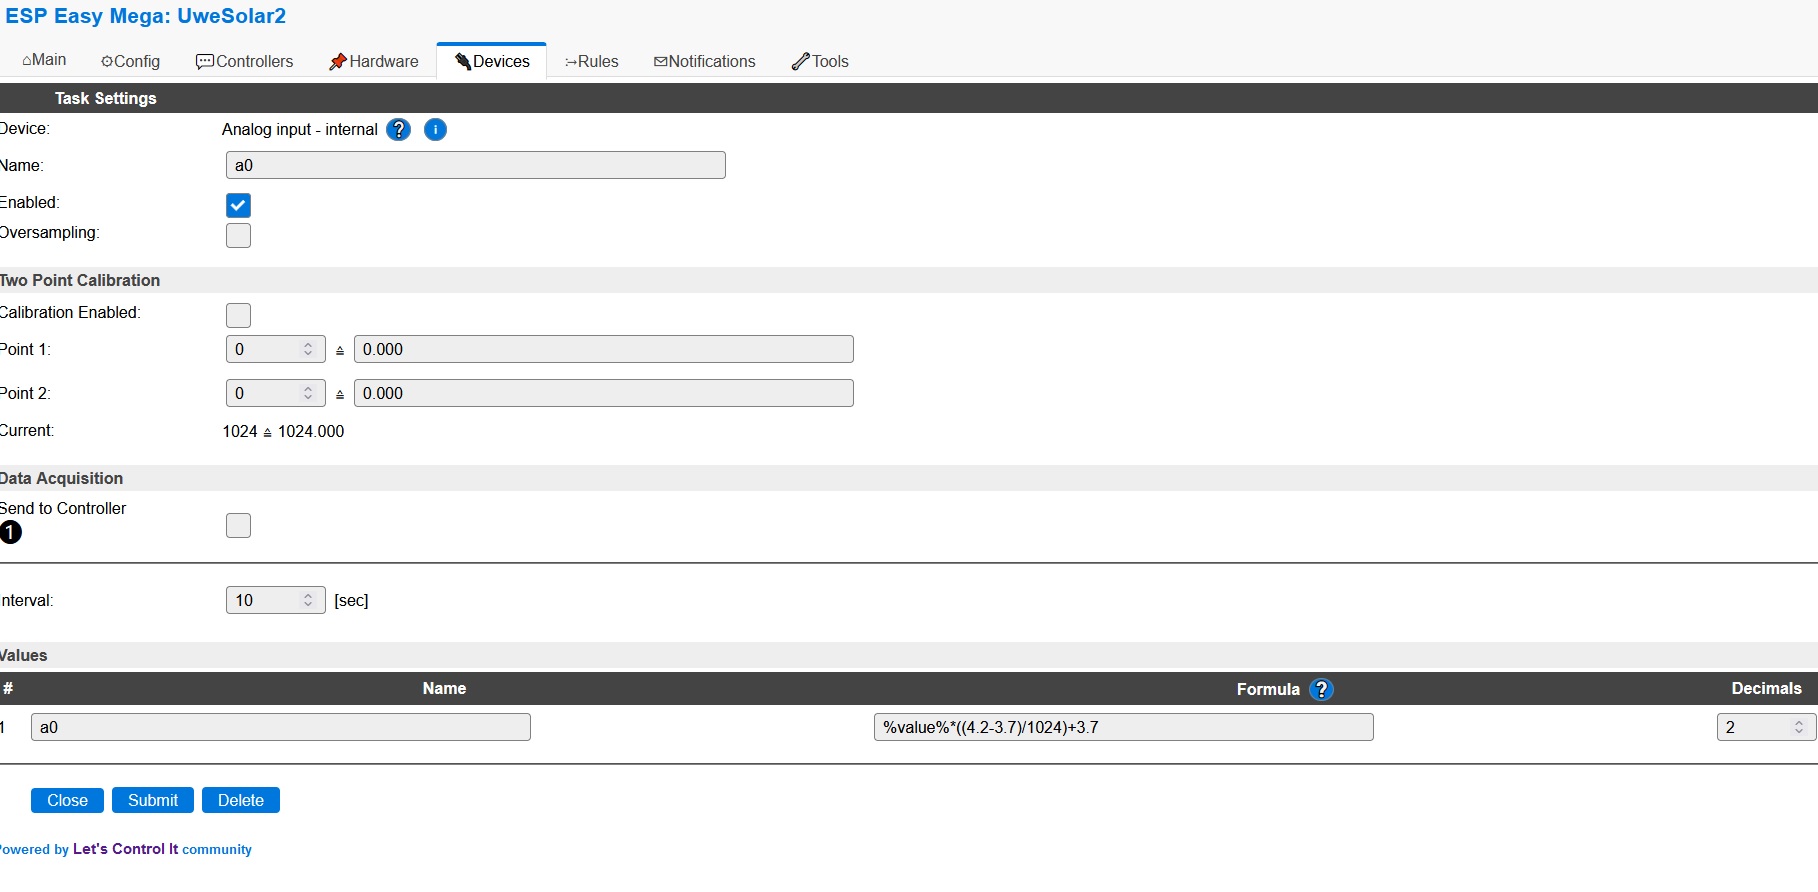 ESP Easy Mega: UweSolar2
Main Config Controllers Hardware Devices Rules Notifications Tools
Task Settings
Device: Analog input - internal ? i
Name: a0
Enabled:
Oversampling:
Two Point Calibration
Calibration Enabled:
Point 1: 0 ≙ 0.000
Point 2: 0 ≙ 0.000
Current: 1024 ≙ 1024.000
Data Acquisition
Send to Controller
1
Interval: 10 [sec]
Values
# Name Formula ? Decimals
1 a0 %value%*((4.2-3.7)/1024)+3.7 2
Close Submit Delete
Powered by Let's Control It community